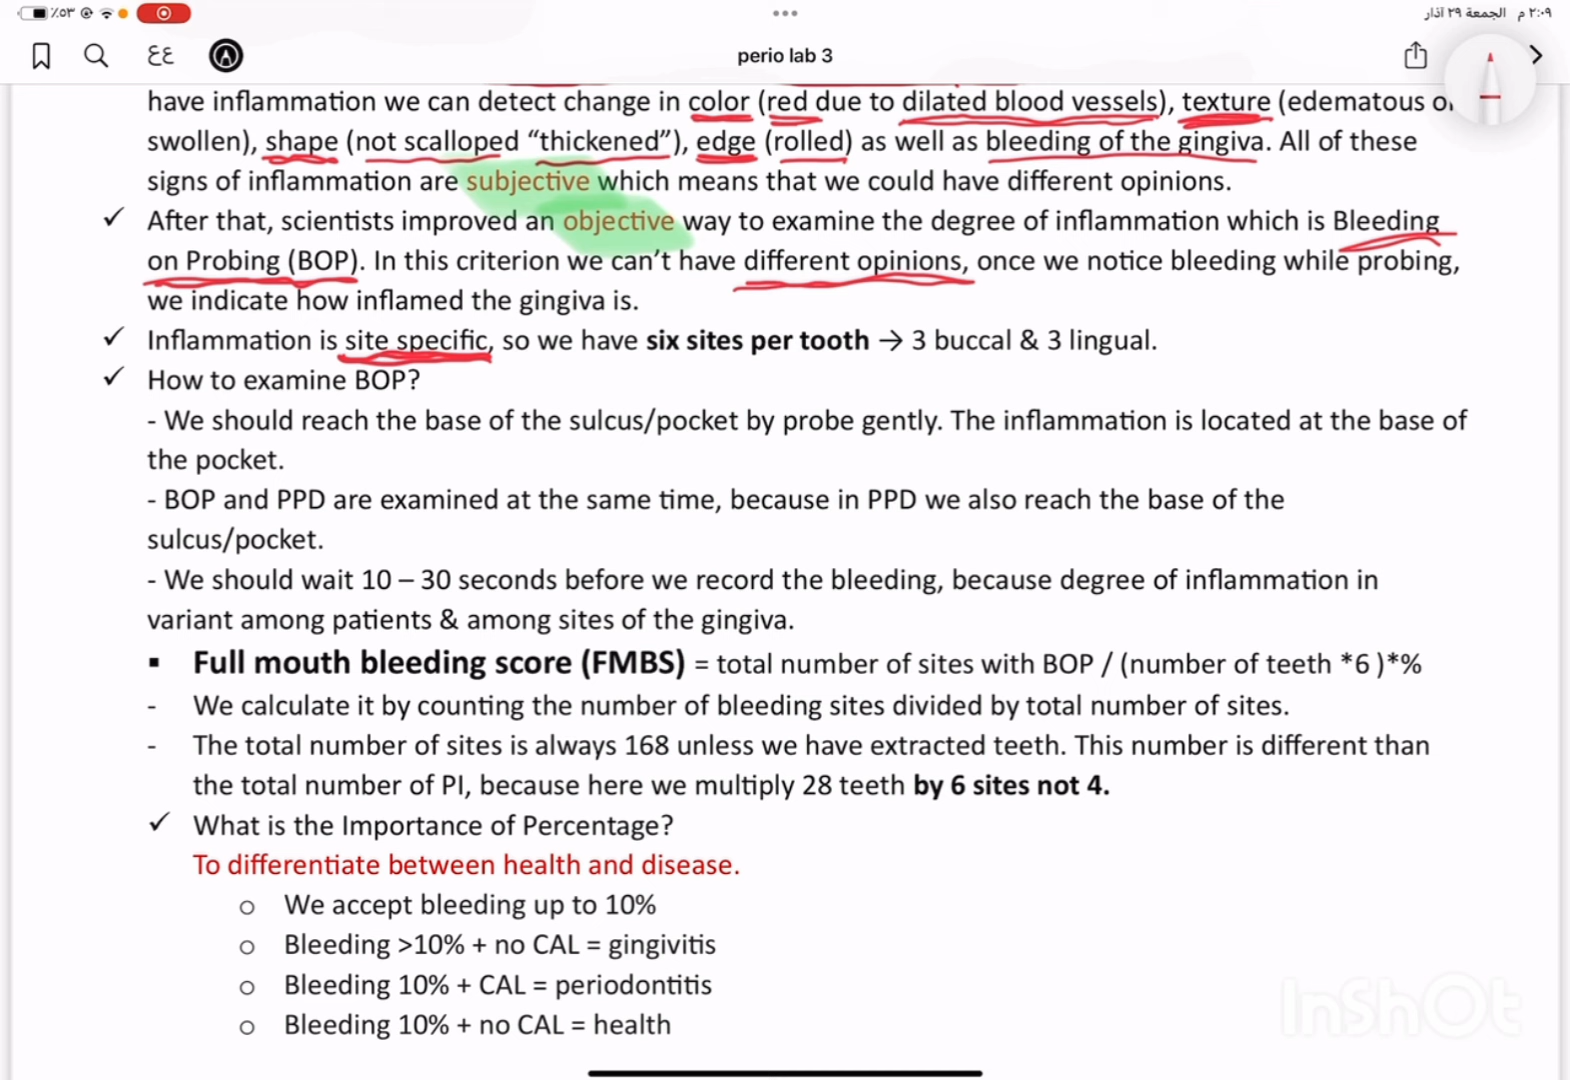 ٪٥٣
٢:٠٩ م الجمعة ٢٩ آذار
perio lab 3
have inflammation we can detect change in color (red due to dilated blood vessels), texture (edematous or
swollen), shape (not scalloped “thickened”), edge (rolled) as well as bleeding of the gingiva. All of these
signs of inflammation are subjective which means that we could have different opinions.
✓ After that, scientists improved an objective way to examine the degree of inflammation which is Bleeding
on Probing (BOP). In this criterion we can’t have different opinions, once we notice bleeding while probing,
we indicate how inflamed the gingiva is.
✓ Inflammation is site specific, so we have six sites per tooth → 3 buccal & 3 lingual.
✓ How to examine BOP?
- We should reach the base of the sulcus/pocket by probe gently. The inflammation is located at the base of
the pocket.
- BOP and PPD are examined at the same time, because in PPD we also reach the base of the
sulcus/pocket.
- We should wait 10 – 30 seconds before we record the bleeding, because degree of inflammation in
variant among patients & among sites of the gingiva.
▪ Full mouth bleeding score (FMBS) = total number of sites with BOP / (number of teeth *6 )*%
- We calculate it by counting the number of bleeding sites divided by total number of sites.
- The total number of sites is always 168 unless we have extracted teeth. This number is different than
the total number of PI, because here we multiply 28 teeth by 6 sites not 4.
✓ What is the Importance of Percentage?
To differentiate between health and disease.
o We accept bleeding up to 10%
o Bleeding >10% + no CAL = gingivitis
o Bleeding 10% + CAL = periodontitis
o Bleeding 10% + no CAL = health
InShOt